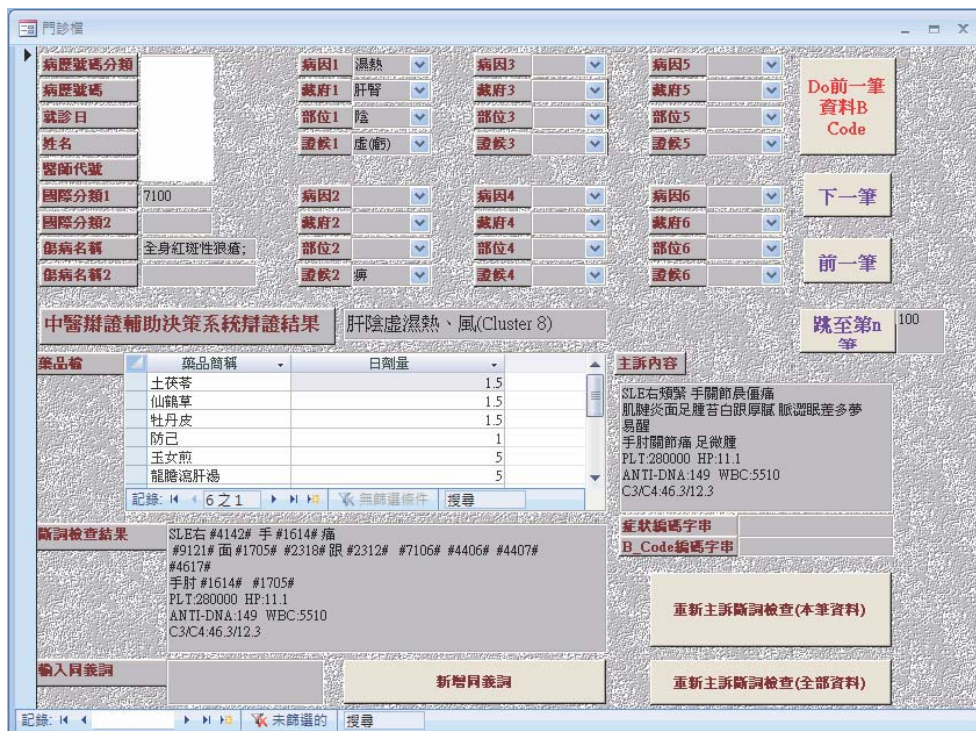 門診檔
病歷號碼分類
病因1 濕熱
病因3
病因5
Do前一筆
資料B
Code
病歷號碼
藏府1 肝腎
藏府3
藏府5
就診日
部位1 陰
部位3
部位5
姓名
證候1 虛(虧)
證候3
證候5
醫師代號
國際分類1 7100
病因2
病因4
病因6
下一筆
國際分類2
藏府2
藏府4
藏府6
傷病名稱 全身紅斑性狼瘡;
部位2
部位4
部位6
前一筆
傷病名稱2
證候2 痹
證候4
證候6
中醫辯證輔助決策系統辯證結果 肝陰虛濕熱、風(Cluster 8)
跳至第n
筆
100
藥品檔
藥品簡稱 日劑量
土茯苓 1.5
仙鶴草 1.5
牡丹皮 1.5
防己 1
玉女煎 5
龍膽瀉肝湯 5
記錄: 6 之 1 無篩選條件 搜尋
主訴內容
SLE右頰緊 手關節晨僵痛
肌腱炎面足腫苔白跟厚膩 脈澀眠差多夢
易醒
手肘關節痛 足微腫
PLT:280000 HP:11.1
ANTI-DNA:149 WBC:5510
C3/C4:46.3/12.3
斷詞檢查結果
SLE右 #4142# 手 #1614# 痛
#9121# 面 #1705# #2318# 跟 #2312# #7106# #4406# #4407#
#4617#
手肘 #1614# #1705#
PLT:280000 HP:11.1
ANTI-DNA:149 WBC:5510
C3/C4:46.3/12.3
症狀編碼字串
B_Code編碼字串
重新主訴斷詞檢查(本筆資料)
輸入同義詞
新增同義詞
重新主訴斷詞檢查(全部資料)
記錄: 未篩選的 搜尋